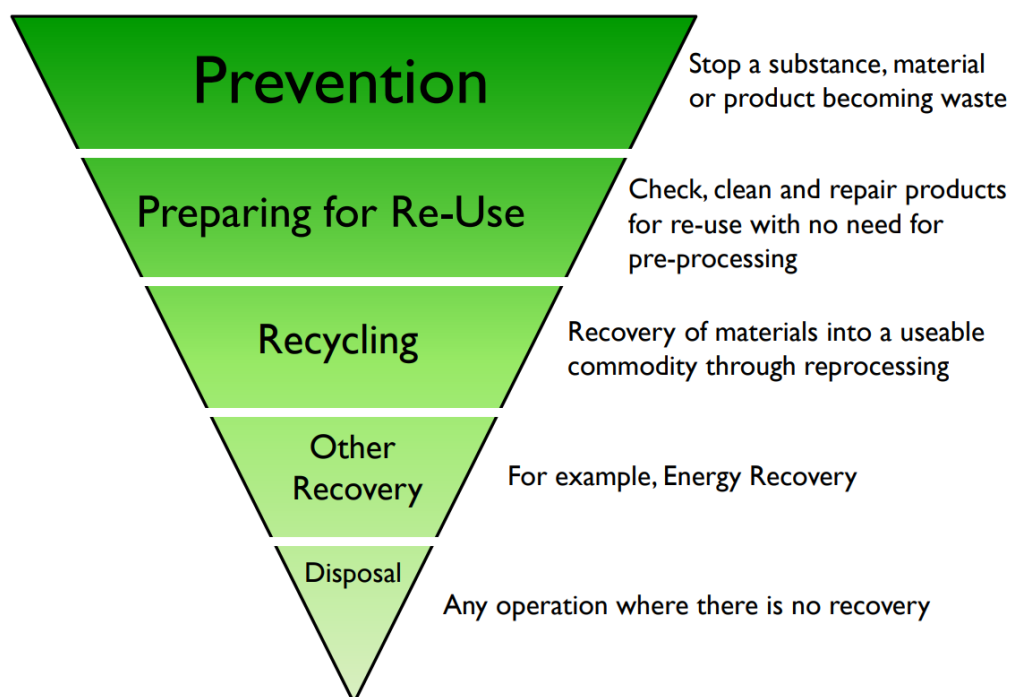 Prevention
Stop a substance, material
or product becoming waste
Preparing for Re-Use
Check, clean and repair products
for re-use with no need for
pre-processing
Recycling
Recovery of materials into a useable
commodity through reprocessing
Other
Recovery
For example, Energy Recovery
Disposal
Any operation where there is no recovery